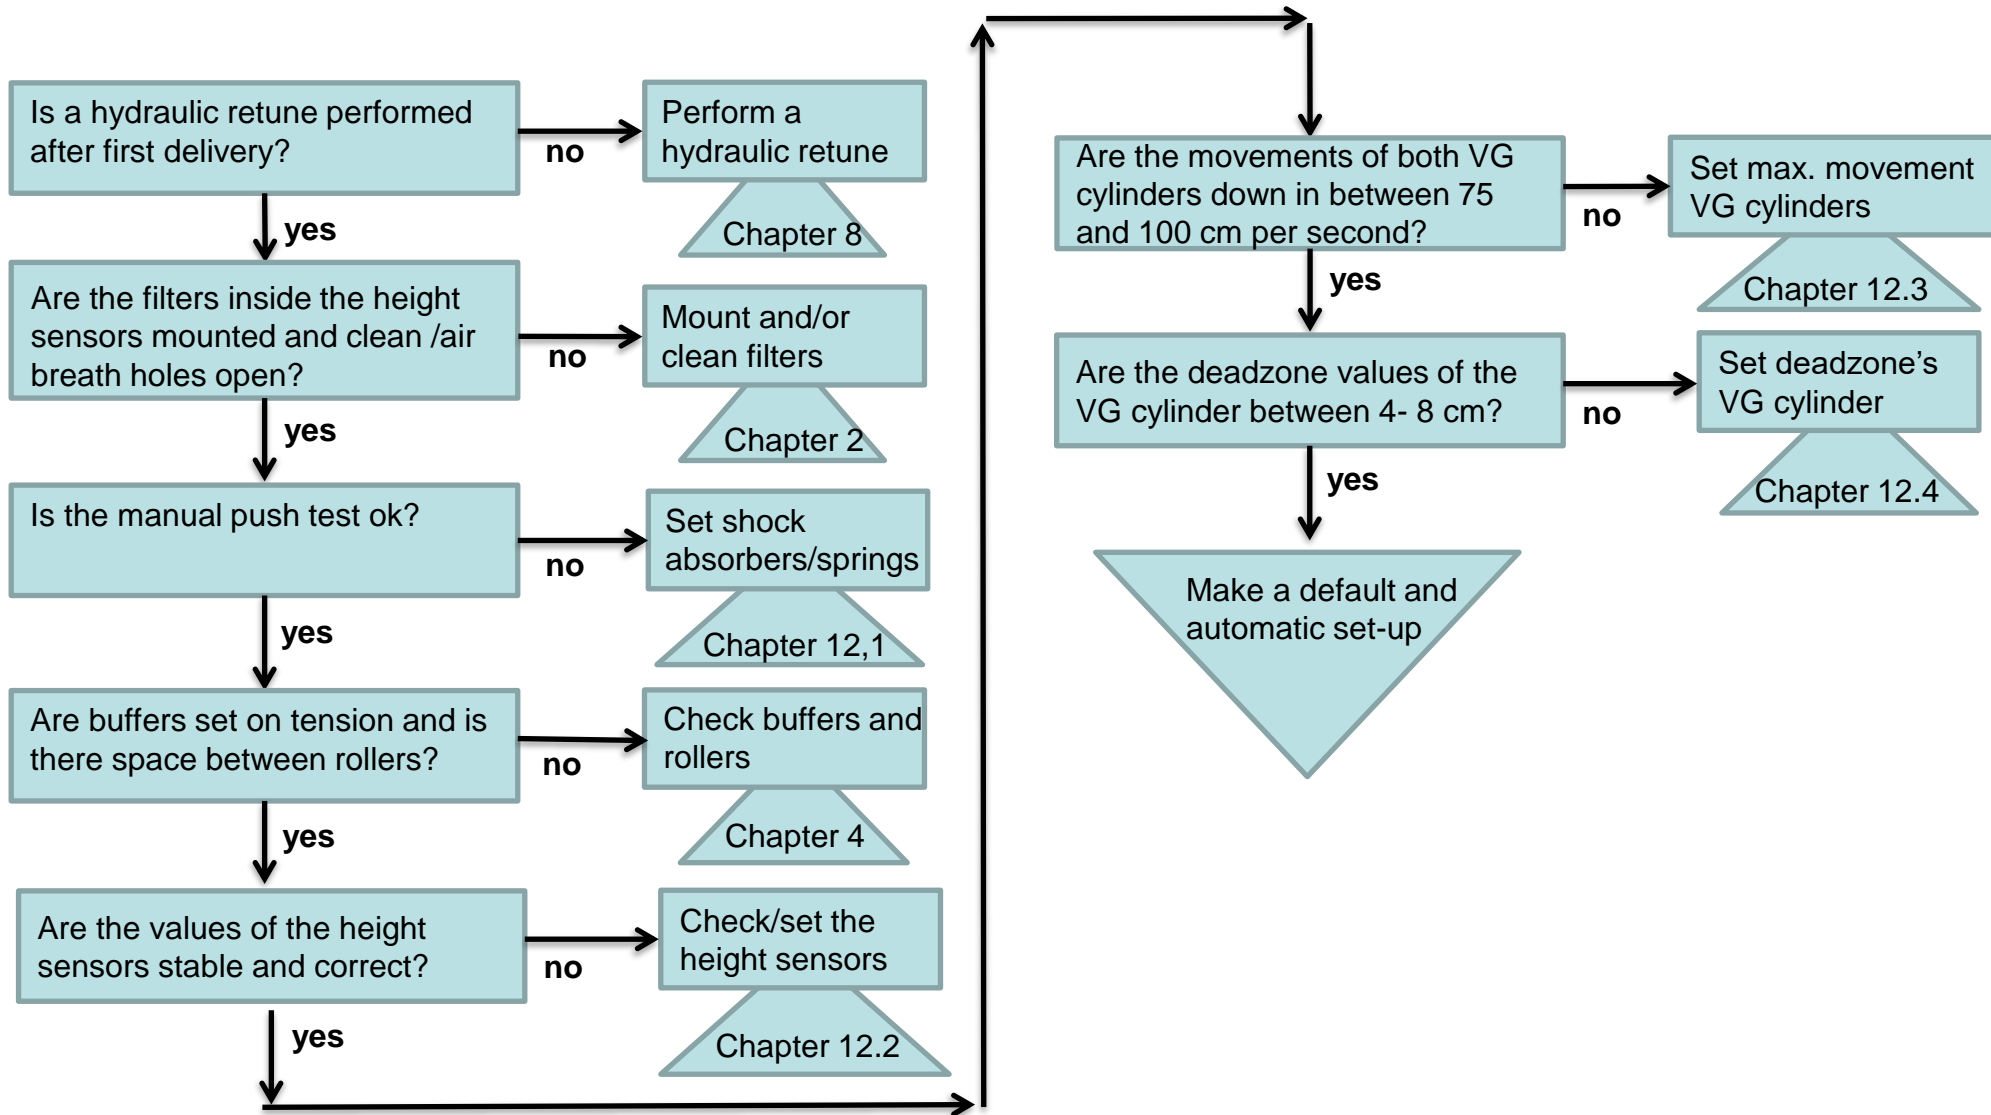 Is a hydraulic retune performed
after first delivery?
no
Perform a
hydraulic retune
Chapter 8
yes
Are the filters inside the height
sensors mounted and clean /air
breath holes open?
no
Mount and/or
clean filters
Chapter 2
yes
Is the manual push test ok?
no
Set shock
absorbers/springs
Chapter 12,1
yes
Are buffers set on tension and is
there space between rollers?
no
Check buffers and
rollers
Chapter 4
yes
Are the values of the height
sensors stable and correct?
no
Check/set the
height sensors
Chapter 12.2
yes
Are the movements of both VG
cylinders down in between 75
and 100 cm per second?
no
Set max. movement
VG cylinders
Chapter 12.3
yes
Are the deadzone values of the
VG cylinder between 4- 8 cm?
no
Set deadzone’s
VG cylinder
Chapter 12.4
yes
Make a default and
automatic set-up